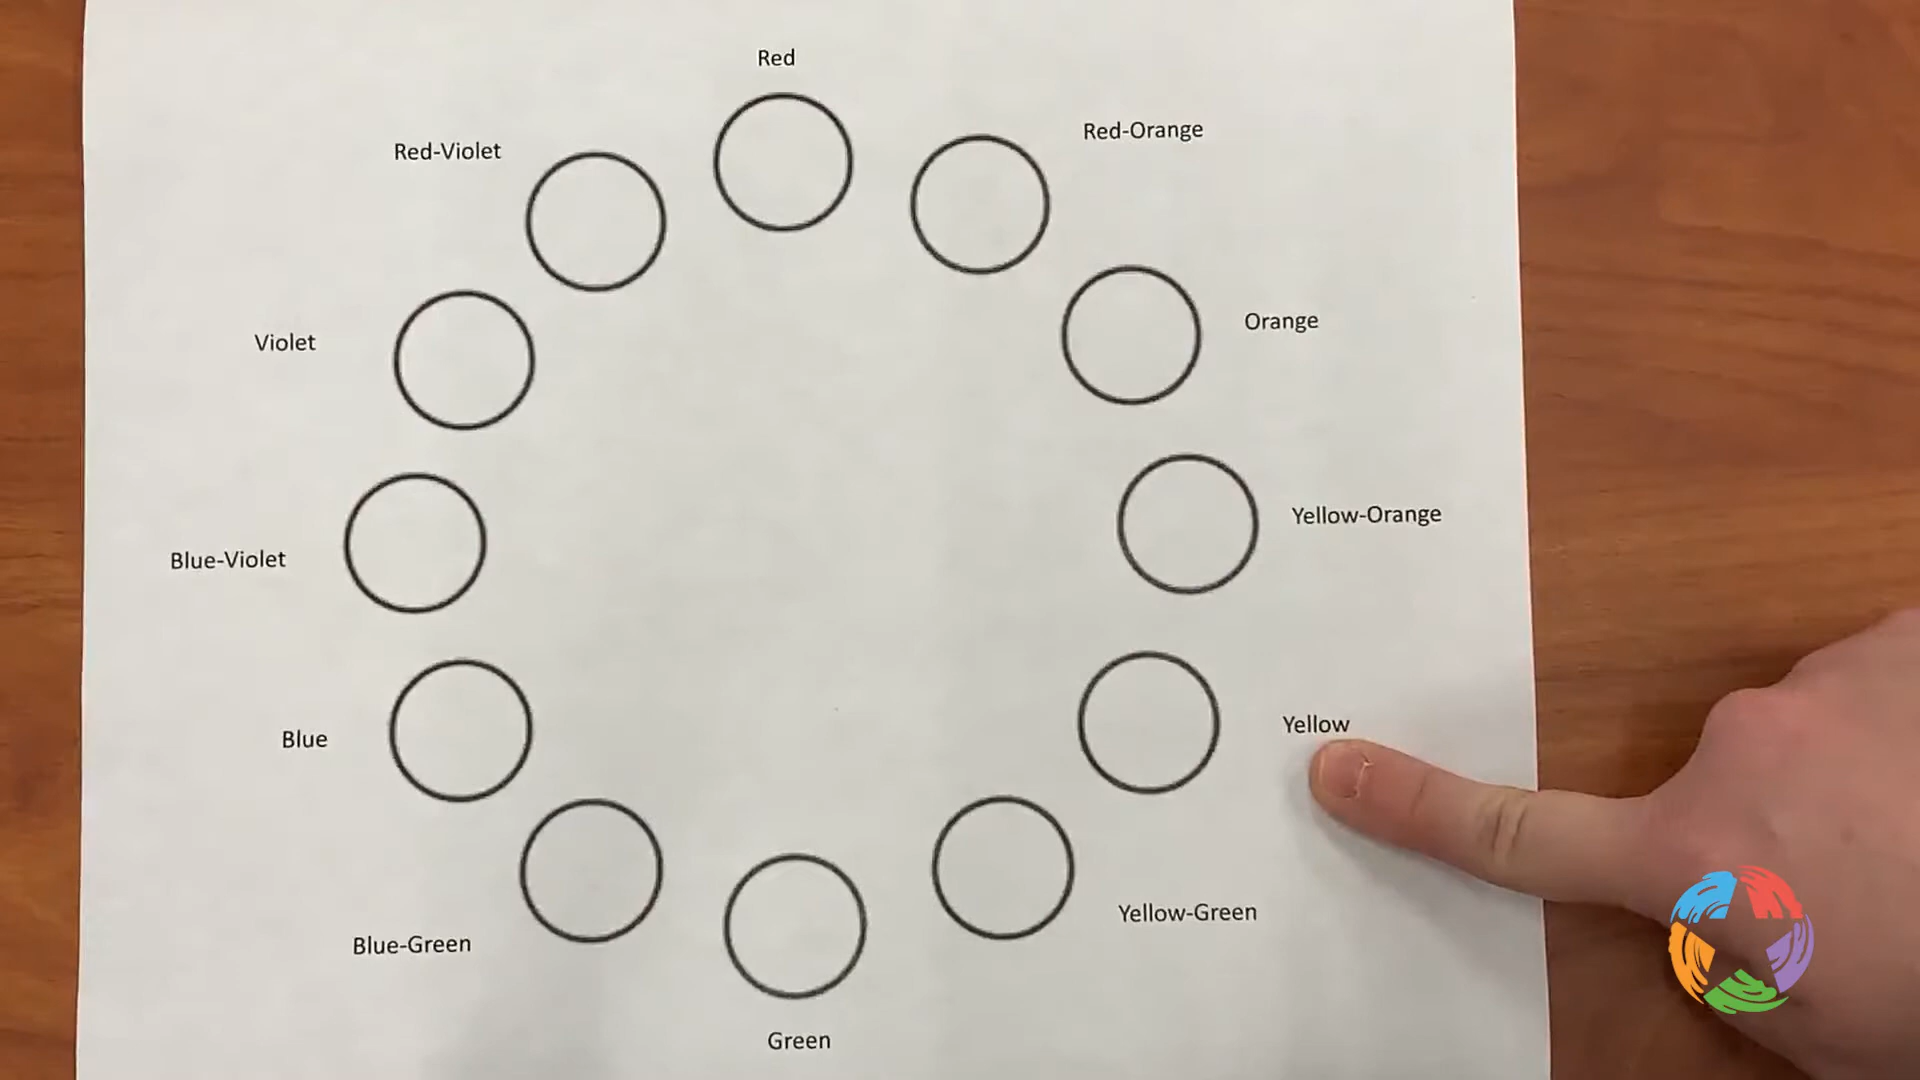 Red
Red-Orange
Red-Violet
Orange
Violet
Yellow-Orange
Blue-Violet
Yellow
Blue
Yellow-Green
Blue-Green
Green